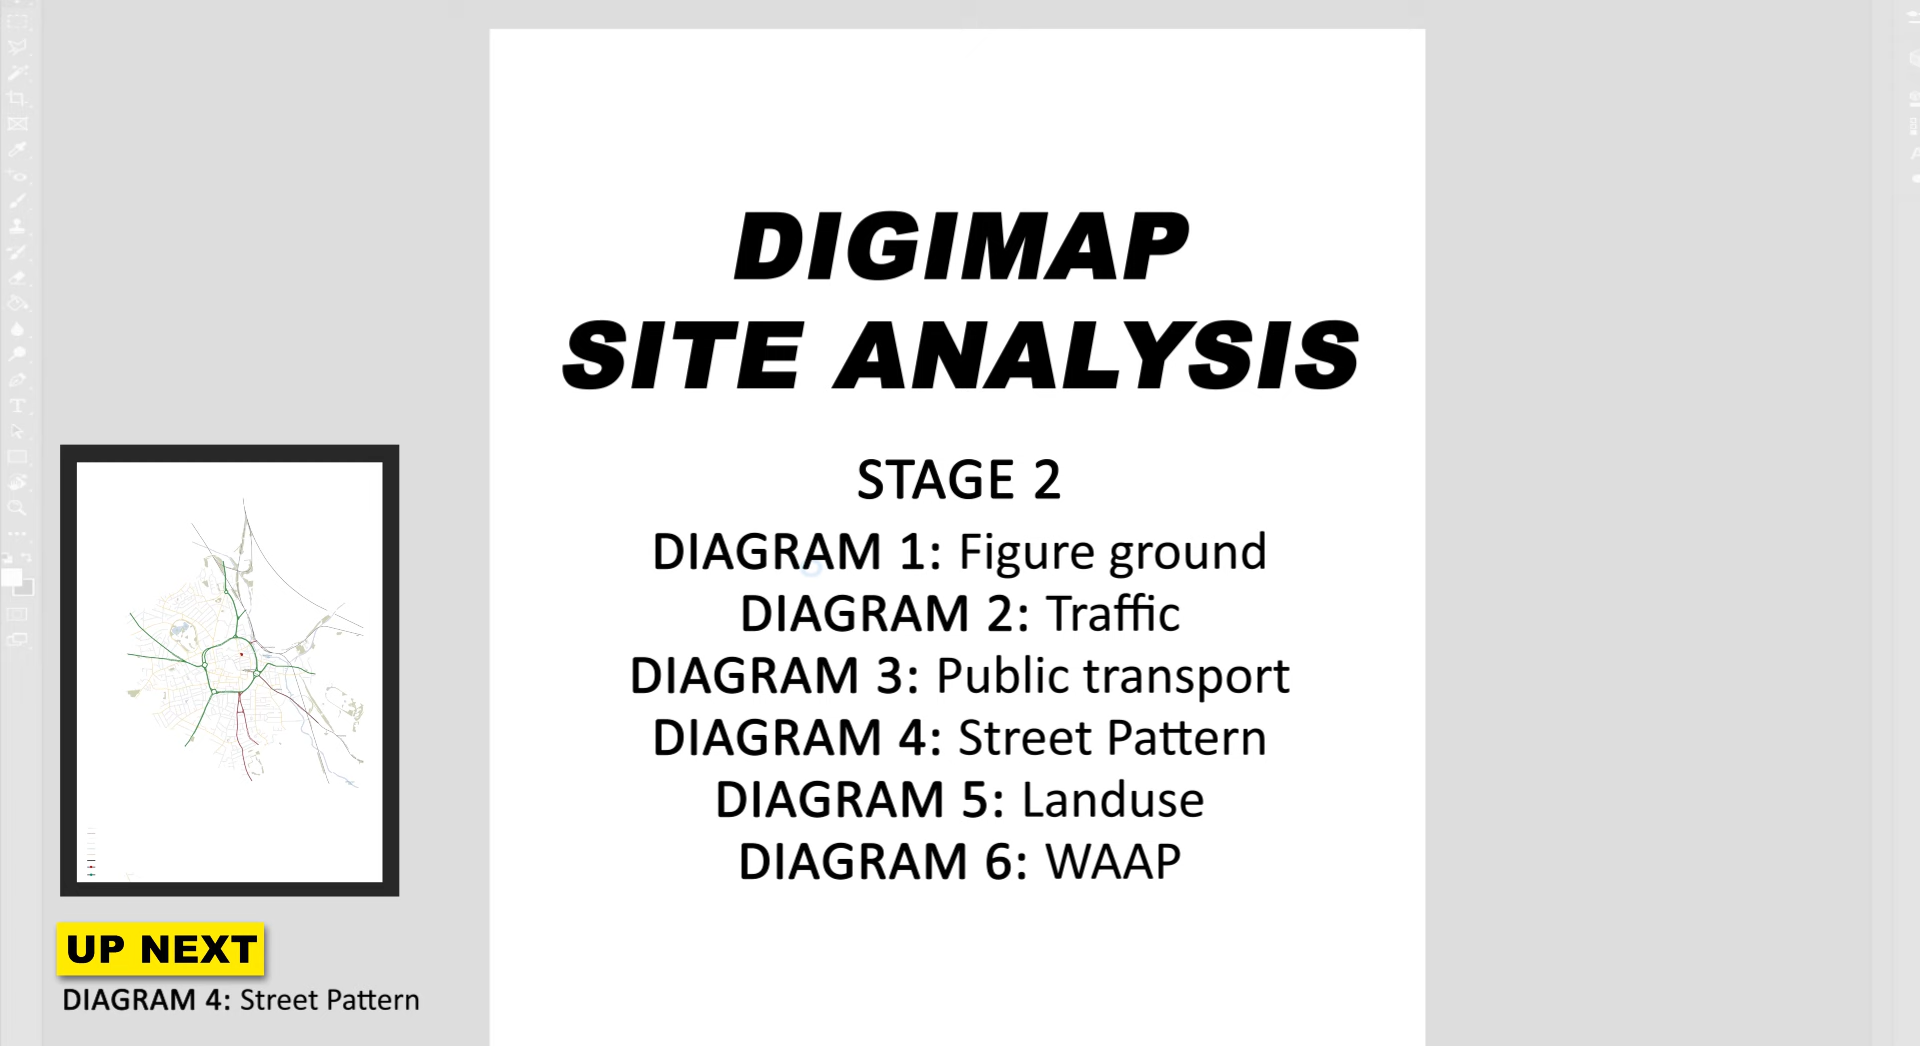 DIGIMAP
SITE ANALYSIS
STAGE 2
DIAGRAM 1: Figure ground
DIAGRAM 2: Traffic
DIAGRAM 3: Public transport
DIAGRAM 4: Street Pattern
DIAGRAM 5: Landuse
DIAGRAM 6: WAAP
UP NEXT
DIAGRAM 4: Street Pattern